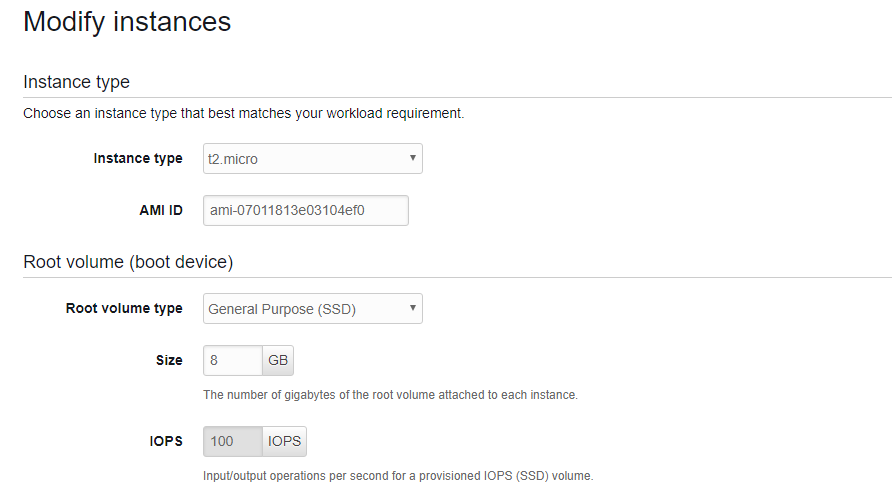 Modify instances
Instance type
Choose an instance type that best matches your workload requirement.
Instance type t2.micro
AMI ID ami-07011813e03104ef0
Root volume (boot device)
Root volume type General Purpose (SSD)
Size 8 GB
The number of gigabytes of the root volume attached to each instance.
IOPS 100 IOPS
Input/output operations per second for a provisioned IOPS (SSD) volume.